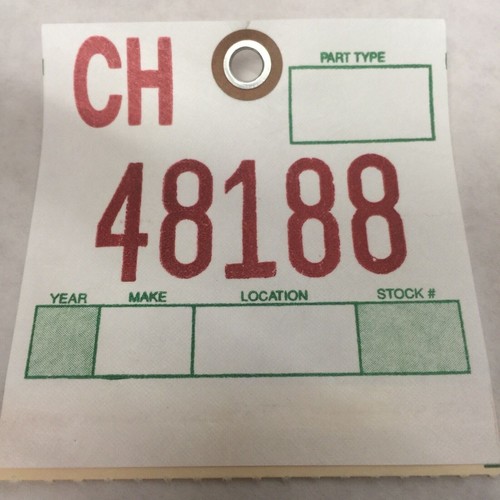 CH
PART TYPE
48188
YEAR MAKE LOCATION STOCK #